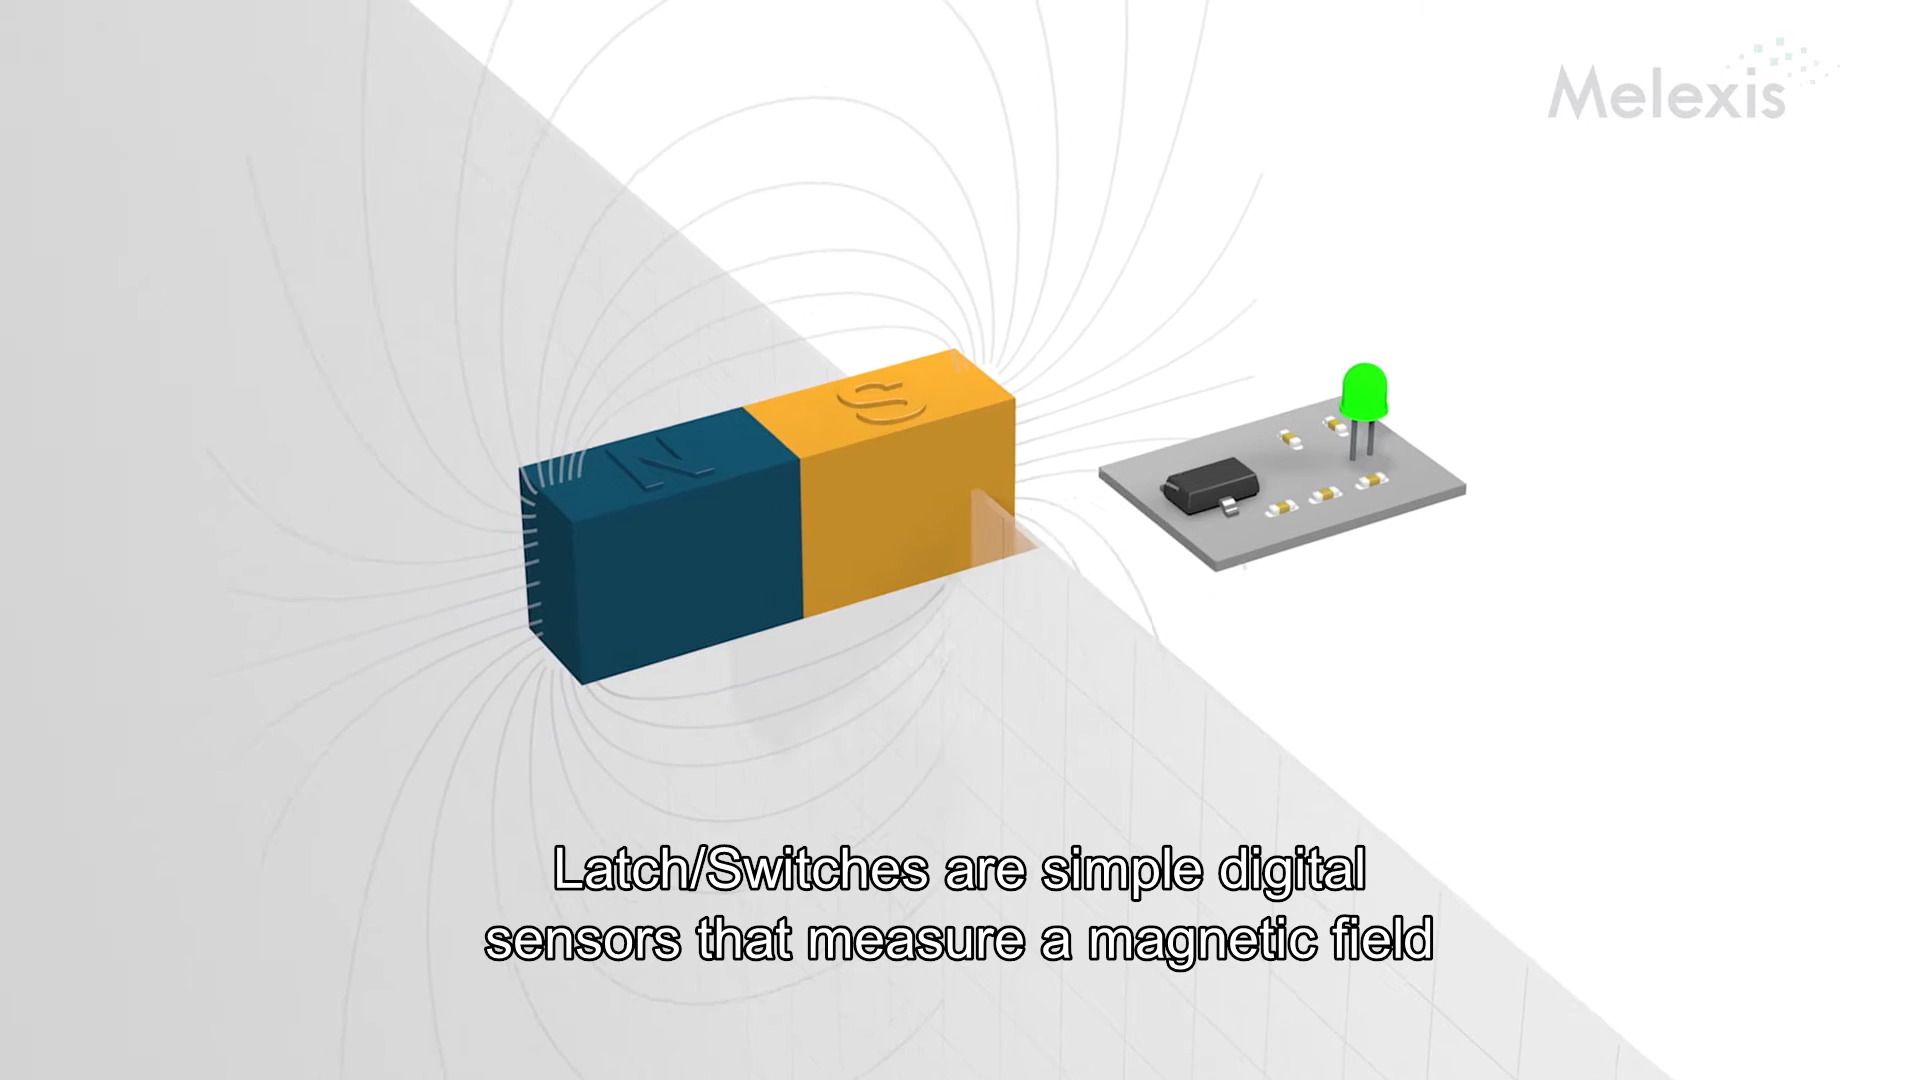 Melexis
N S
Latch/Switches are simple digital
sensors that measure a magnetic field